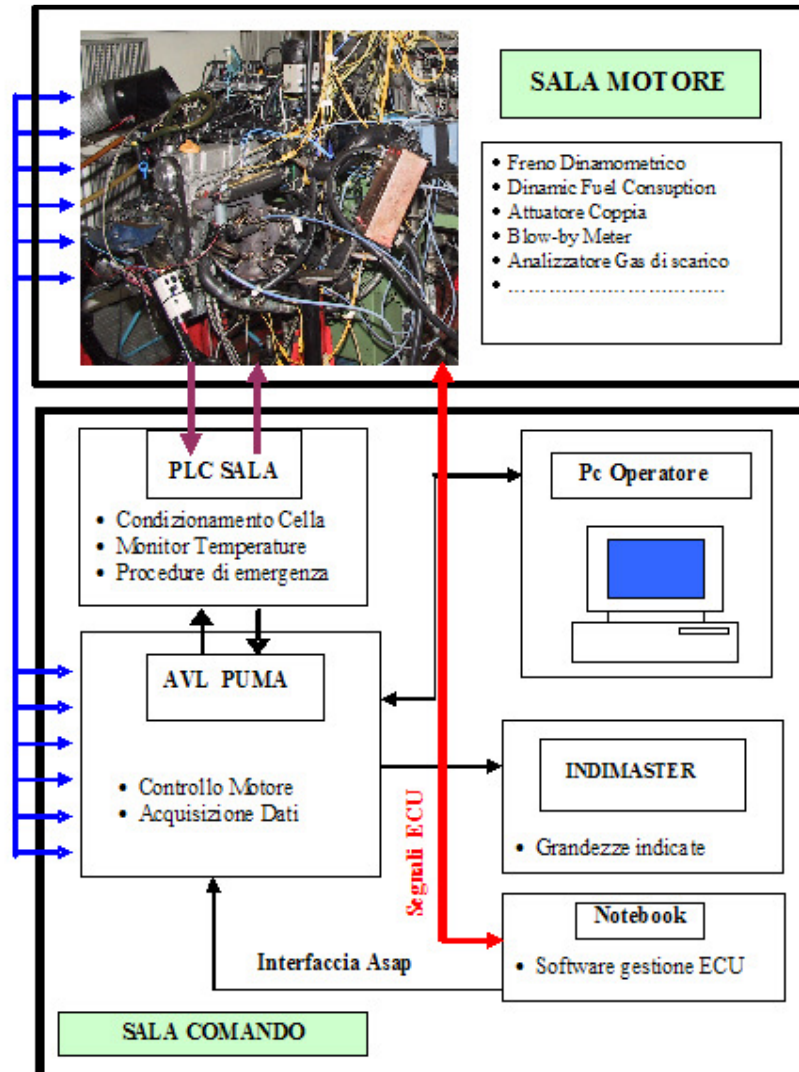 SALA MOTORE
• Freno Dinamometrico
• Dinamic Fuel Consuption
• Attuatore Coppia
• Blow-by Meter
• Analizzatore Gas di scarico
• ……………………………
PLC SALA
• Condizionamento Cella
• Monitor Temperature
• Procedure di emergenza
Pc Operatore
AVL PUMA
• Controllo Motore
• Acquisizione Dati
INDIMASTER
• Grandezze indicate
Segnali ECU
Notebook
• Software gestione ECU
Interfaccia Asap
SALA COMANDO